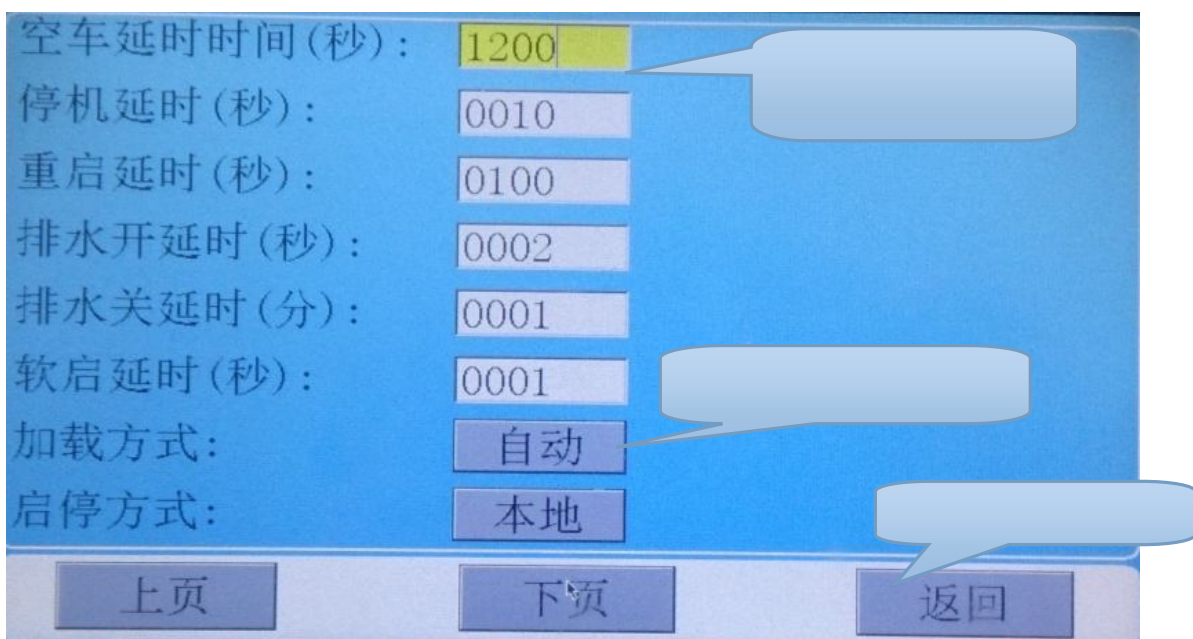 空车延时时间(秒): 1200
停机延时(秒): 0010
重启延时(秒): 0100
排水开延时(秒): 0002
排水关延时(分): 0001
软启延时(秒): 0001
加载方式: 自动
启停方式: 本地
上页 下页 返回